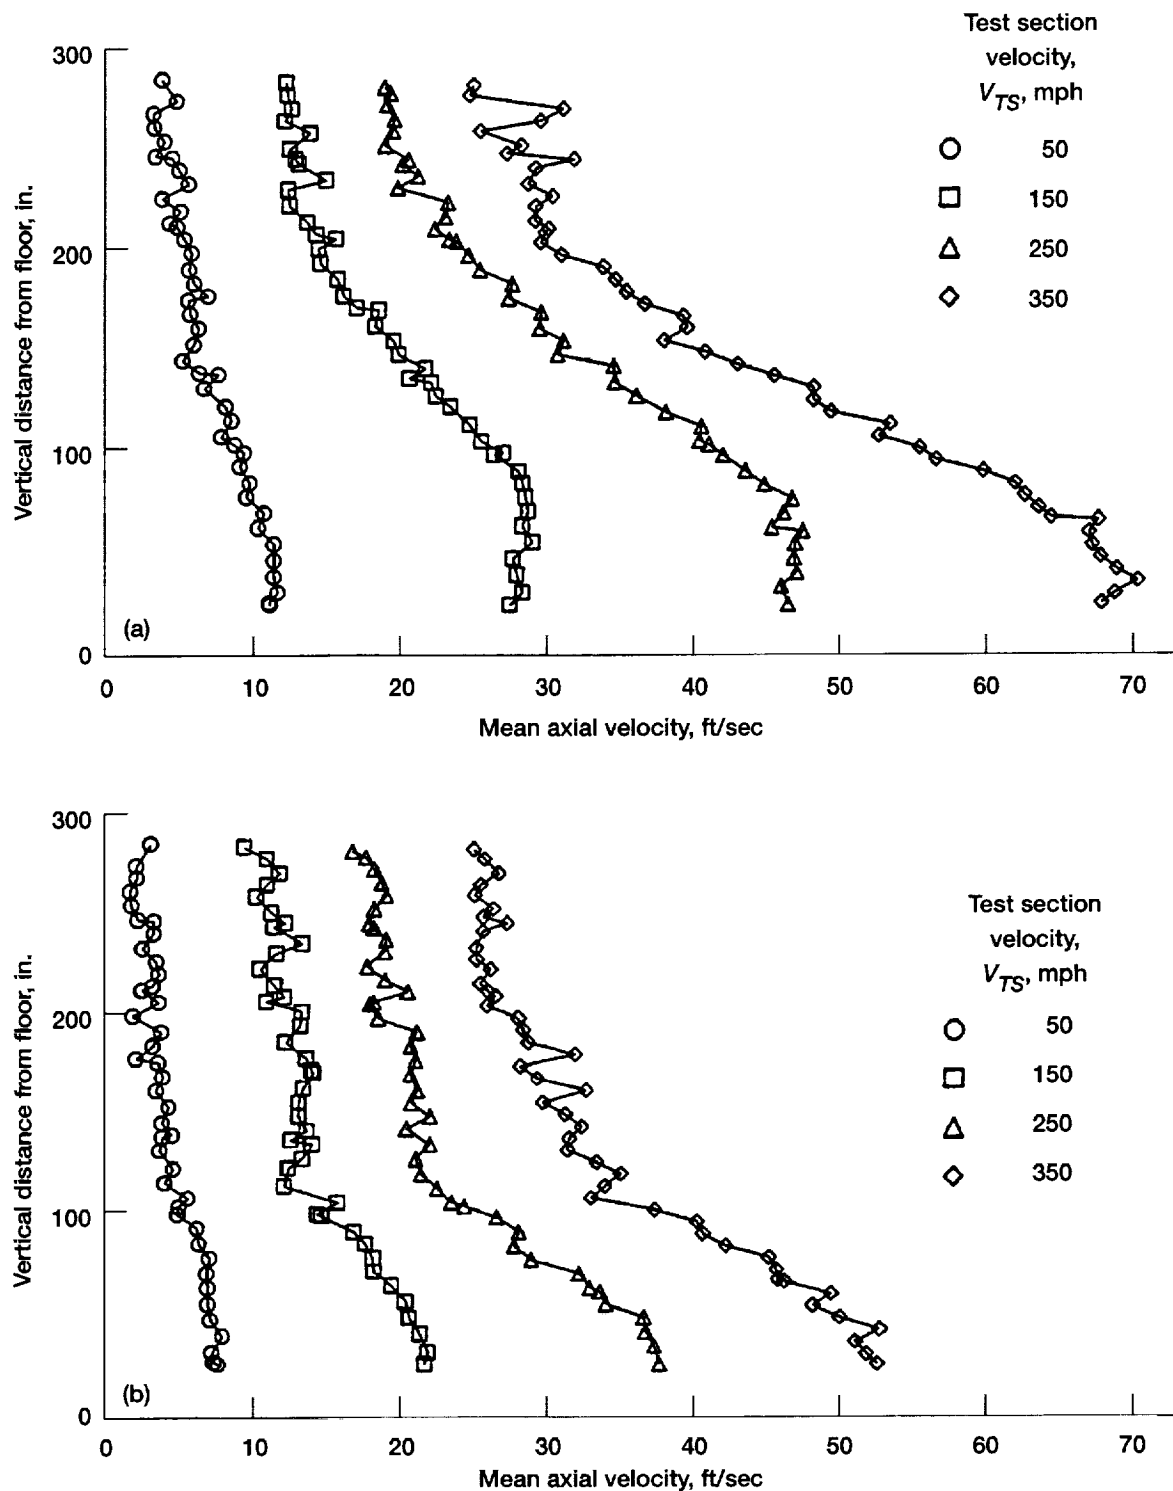 Test section
velocity,
V_TS, mph
50
150
250
350
300
200
100
0
Vertical distance from floor, in.
(a)
0 10 20 30 40 50 60 70
Mean axial velocity, ft/sec
300
200
100
0
Vertical distance from floor, in.
Test section
velocity,
V_TS, mph
50
150
250
350
(b)
0 10 20 30 40 50 60 70
Mean axial velocity, ft/sec